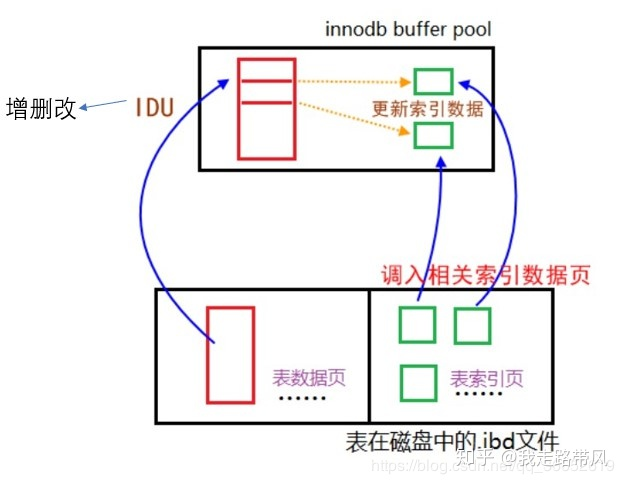 innodb buffer pool
增删改
IDU
更新索引数据
调入相关索引数据页
表数据页
······
表索引页
······
表在磁盘中的.ibd文件
知乎 @我走路带风